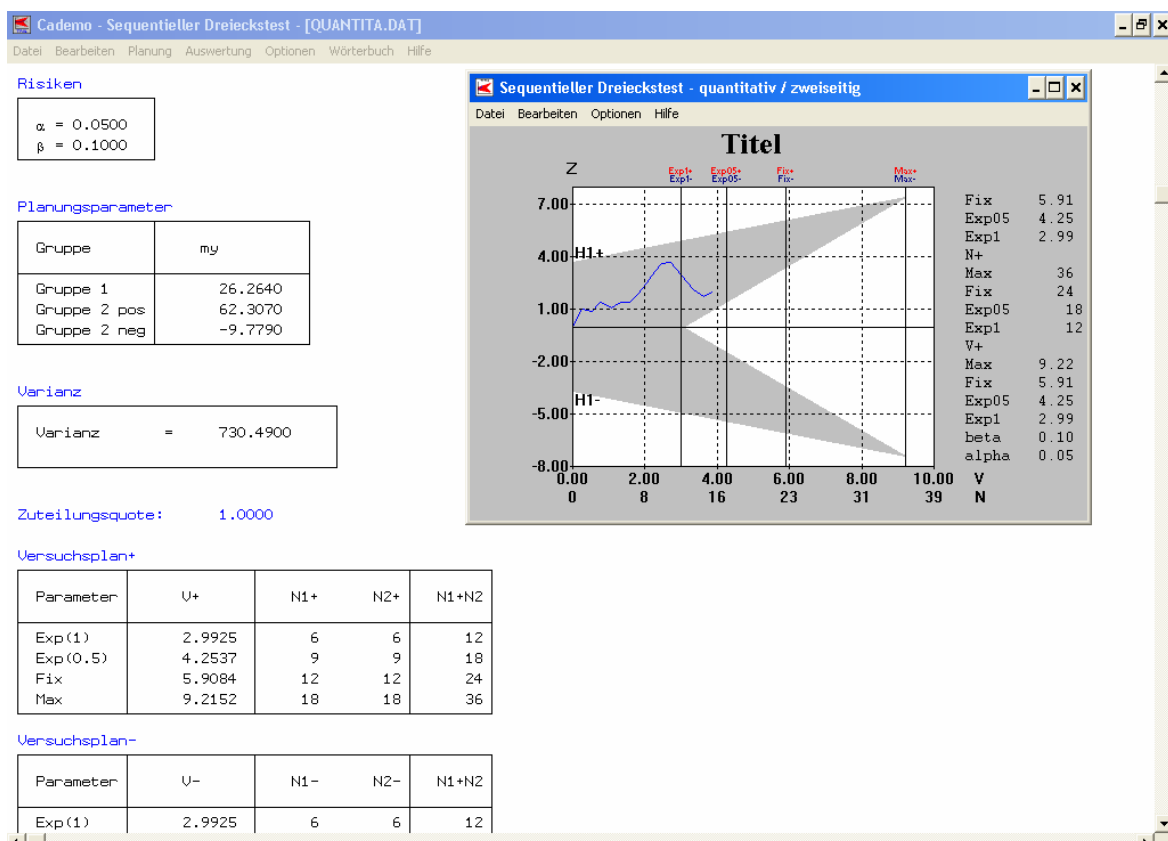 Cademo - Sequentieller Dreieckstest - [QUANTITA.DAT]
Datei Bearbeiten Planung Auswertung Optionen Wörterbuch Hilfe
Risiken
α = 0.0500
β = 0.1000
Planungsparameter
Gruppe my
Gruppe 1 26.2640
Gruppe 2 pos 62.3070
Gruppe 2 neg -9.7790
Varianz
Varianz = 730.4900
Zuteilungsquote: 1.0000
Versuchsplan+
Parameter V+ N1+ N2+ N1+N2
Exp(1) 2.9925 6 6 12
Exp(0.5) 4.2537 9 9 18
Fix 5.9084 12 12 24
Max 9.2152 18 18 36
Versuchsplan-
Parameter V- N1- N2- N1+N2
Exp(1) 2.9925 6 6 12
Sequentieller Dreieckstest - quantitativ / zweiseitig
Datei Bearbeiten Optionen Hilfe
Titel
Z
Exp1+ Exp05+ Fix+ Max+
Exp1- Exp05- Fix- Max-
7.00
4.00
H1+
1.00
-2.00
H1-
-5.00
-8.00
0.00 2.00 4.00 6.00 8.00 10.00 V
0 8 16 23 31 39 N
Fix 5.91
Exp05 4.25
Exp1 2.99
N+
Max 36
Fix 24
Exp05 18
Exp1 12
V+
Max 9.22
Fix 5.91
Exp05 4.25
Exp1 2.99
beta 0.10
alpha 0.05